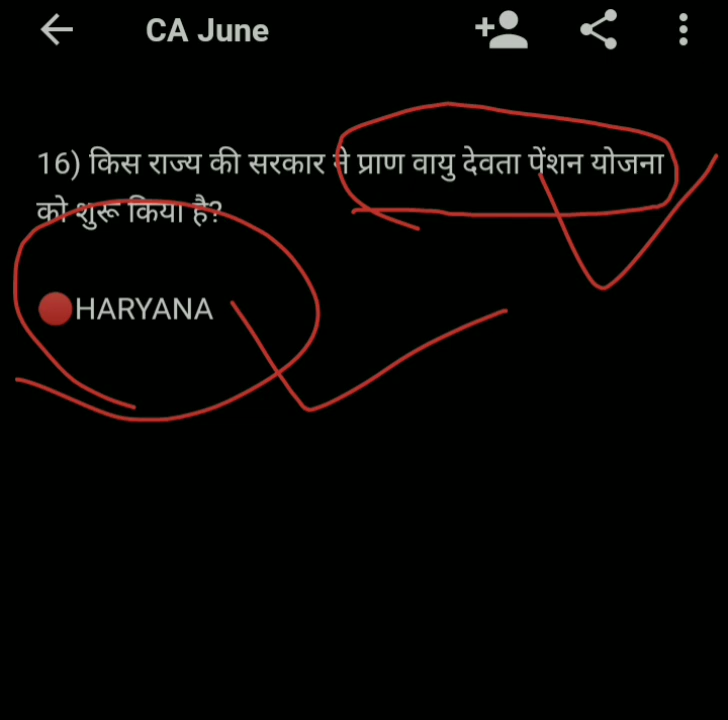 CA June
16) किस राज्य की सरकार ने प्राण वायु देवता पेंशन योजना
को शुरू किया है?
HARYANA